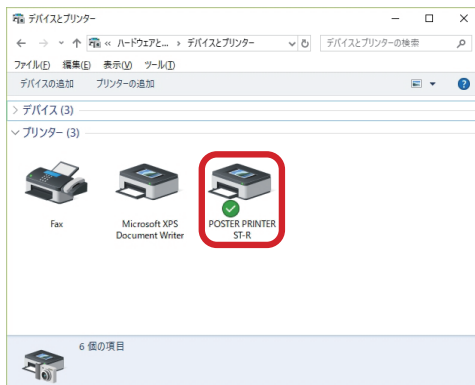 デバイスとプリンター
« ハードウェアと... › デバイスとプリンター
デバイスとプリンターの検索
ファイル(F) 編集(E) 表示(V) ツール(T)
デバイスの追加 プリンターの追加
デバイス (3)
プリンター (3)
Fax
Microsoft XPS
Document Writer
POSTER PRINTER
ST-R
6 個の項目